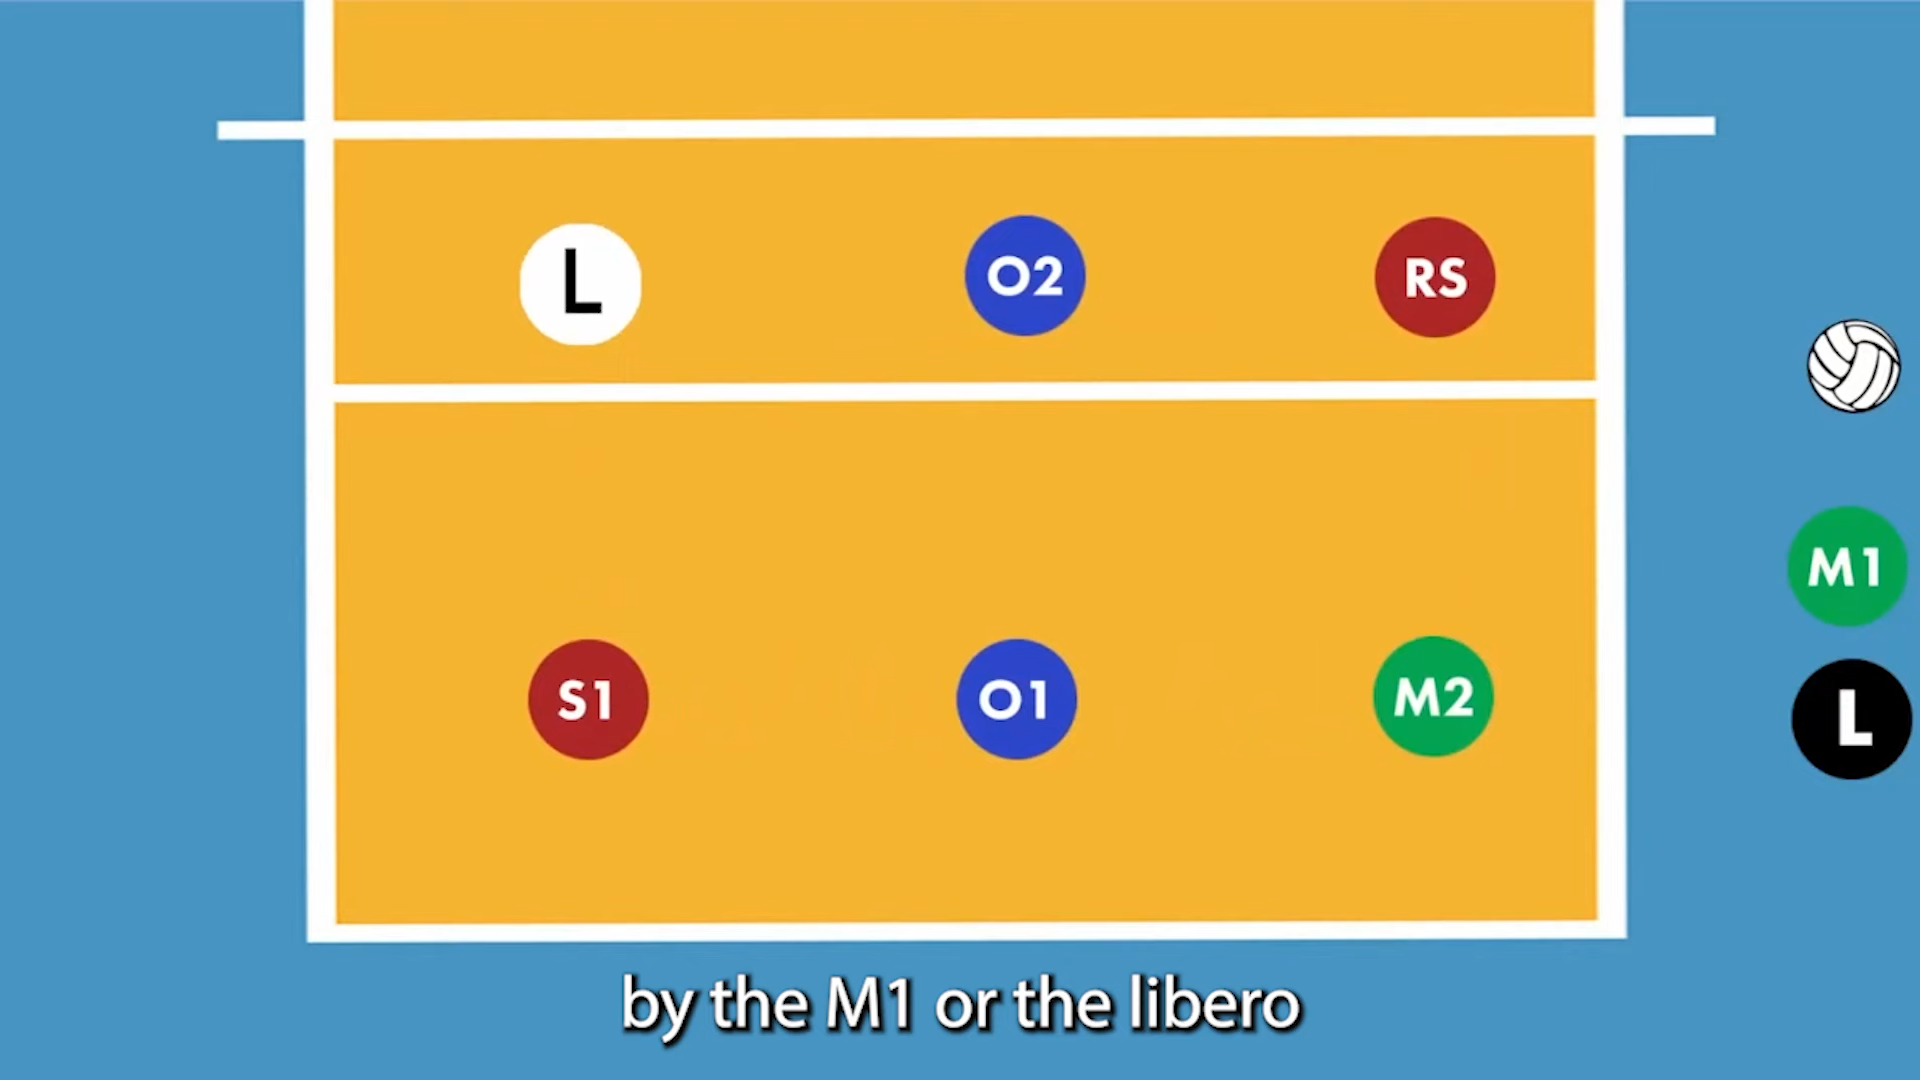 L
O2
RS
M1
S1
O1
M2
L
by the M1 or the libero